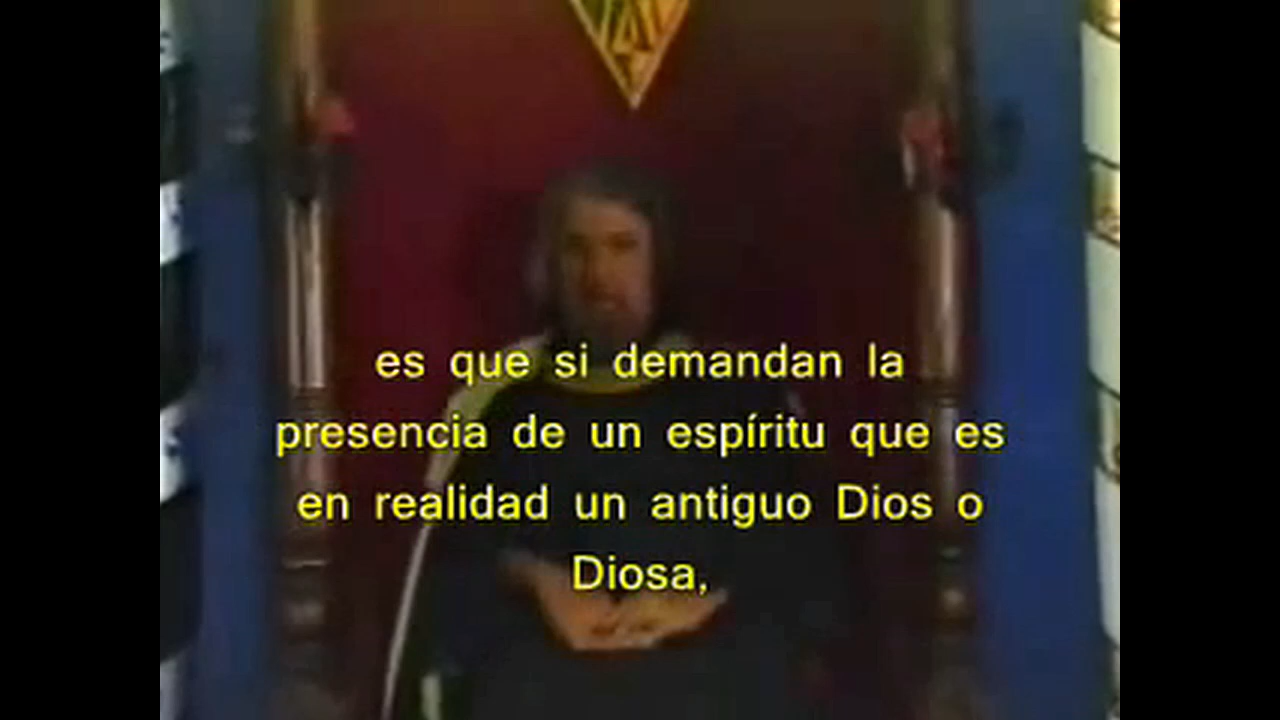 es que si demandan la
presencia de un espíritu que es
en realidad un antiguo Dios o
Diosa,